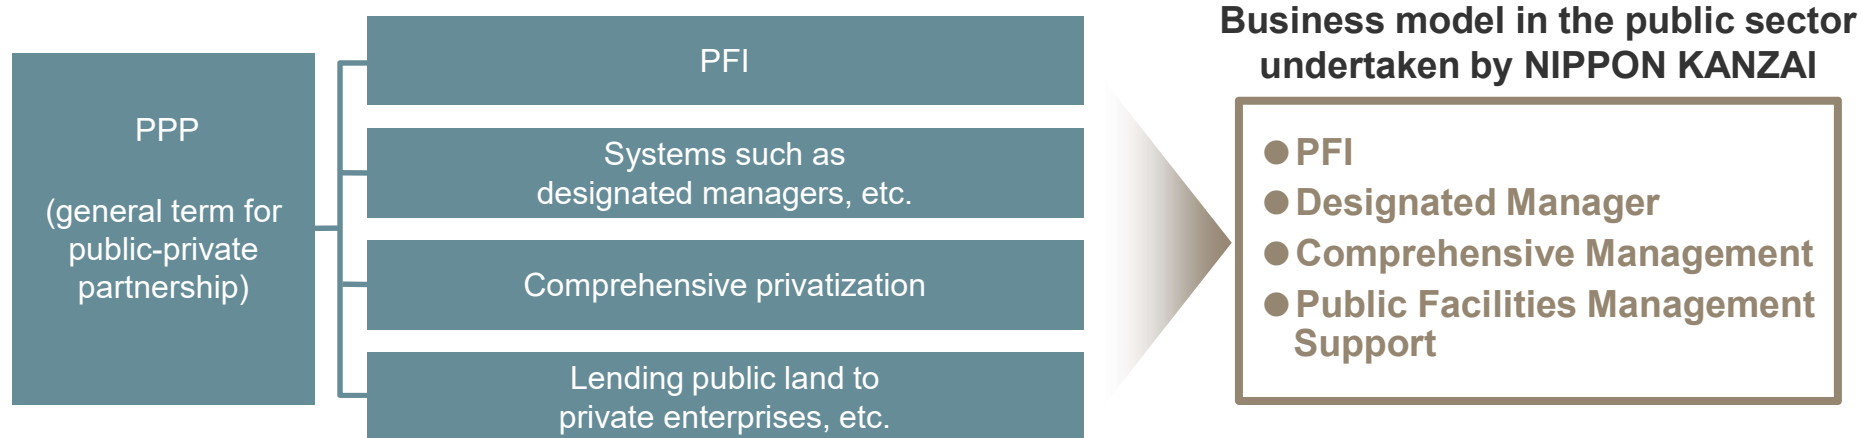 PPP
(general term for
public-private
partnership)
PFI
Systems such as
designated managers, etc.
Comprehensive privatization
Lending public land to
private enterprises, etc.
Business model in the public sector
undertaken by NIPPON KANZAI
● PFI
● Designated Manager
● Comprehensive Management
● Public Facilities Management
Support